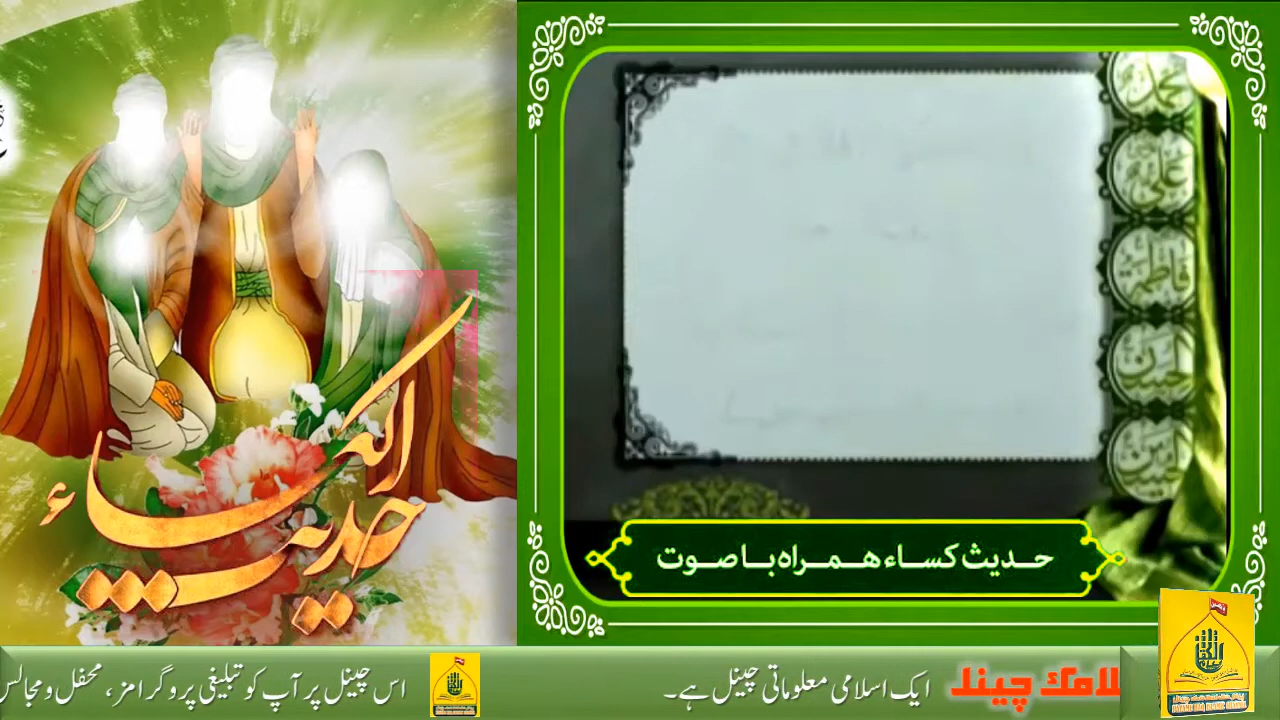 حدیث الکساء
محمد
علی
فاطمة
الحسن
الحسین
حدیث کساء همراه با صوت
لامک چینل ایک اسلامی معلوماتی چینل ہے۔
اس چینل پر آپ کو تبلیغی پروگرامز ، محفل و مجالس